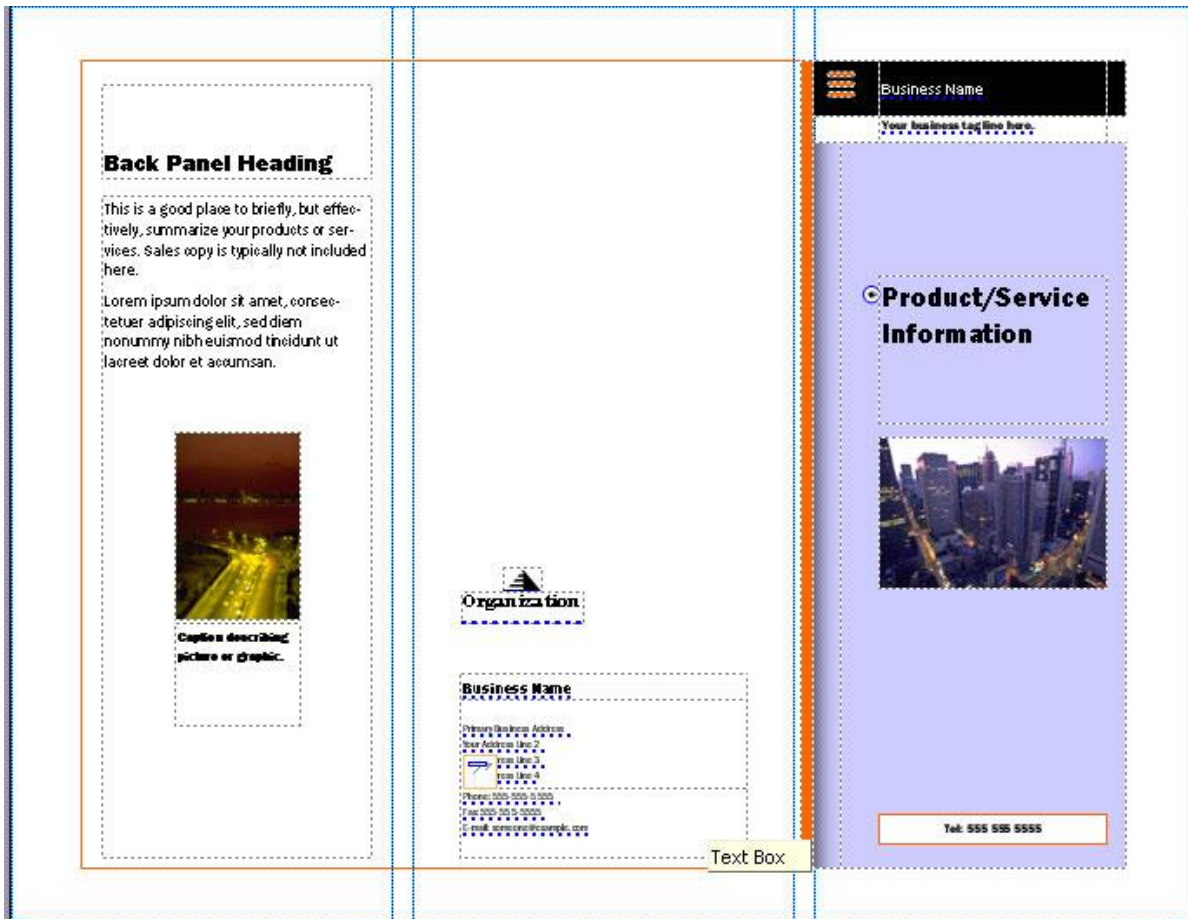 Back Panel Heading
This is a good place to briefly, but effec-
tively, summarize your products or ser-
vices. Sales copy is typically not included
here.
Lorem ipsum dolor sit amet, consec-
tetuer adipiscing elit, sed diem
nonummy nibh euismod tincidunt ut
lacreet dolor et accumsan.
Caption describing
picture or graphic.
Organization
Business Name
Primary Business Address
Your Address Line 2
Line 3
Line 4
Phone: 555-555-5555
Fax: 555-555-5555
E-mail: someone@example.com
Text Box
Business Name
Your business tag line here.
Product/Service
Information
Tel: 555 555 5555